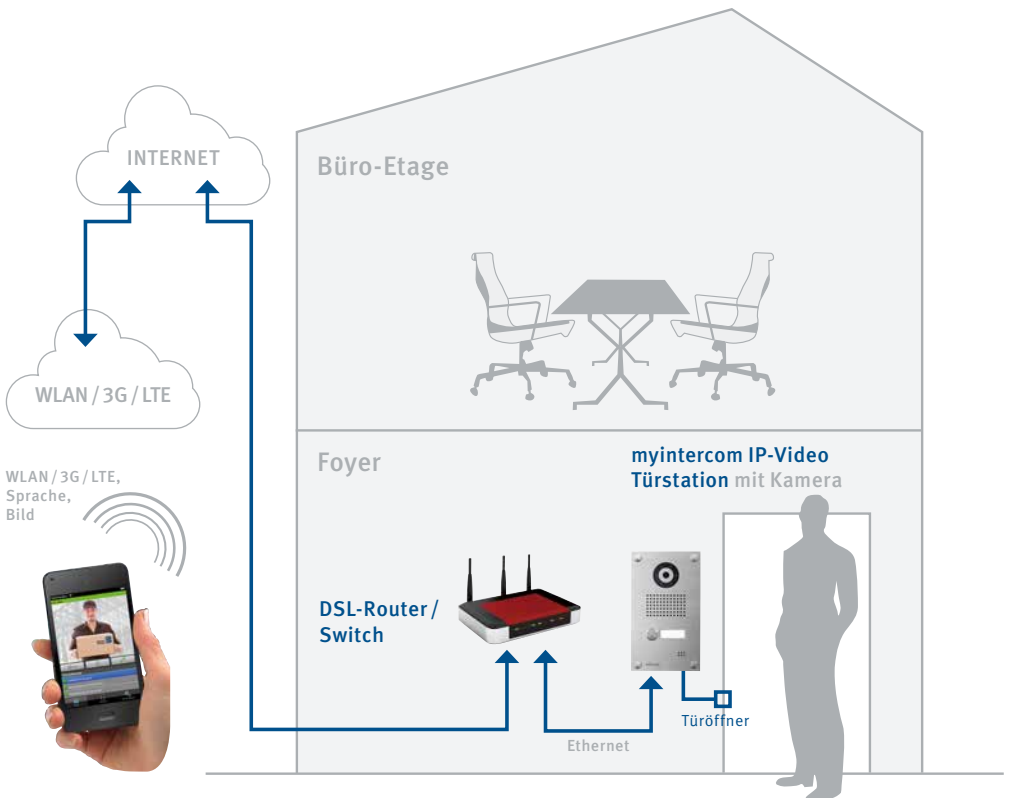 INTERNET
Büro-Etage
WLAN / 3G / LTE
Foyer
myintercom IP-Video
Türstation mit Kamera
WLAN / 3G / LTE,
Sprache,
Bild
DSL-Router /
Switch
Türöffner
Ethernet